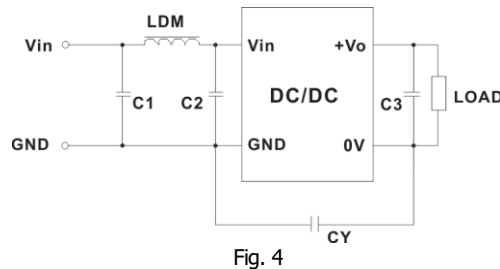 LDM
Vin
Vin
+Vo
C1
C2
DC/DC
C3
LOAD
GND
GND
0V
CY
Fig. 4